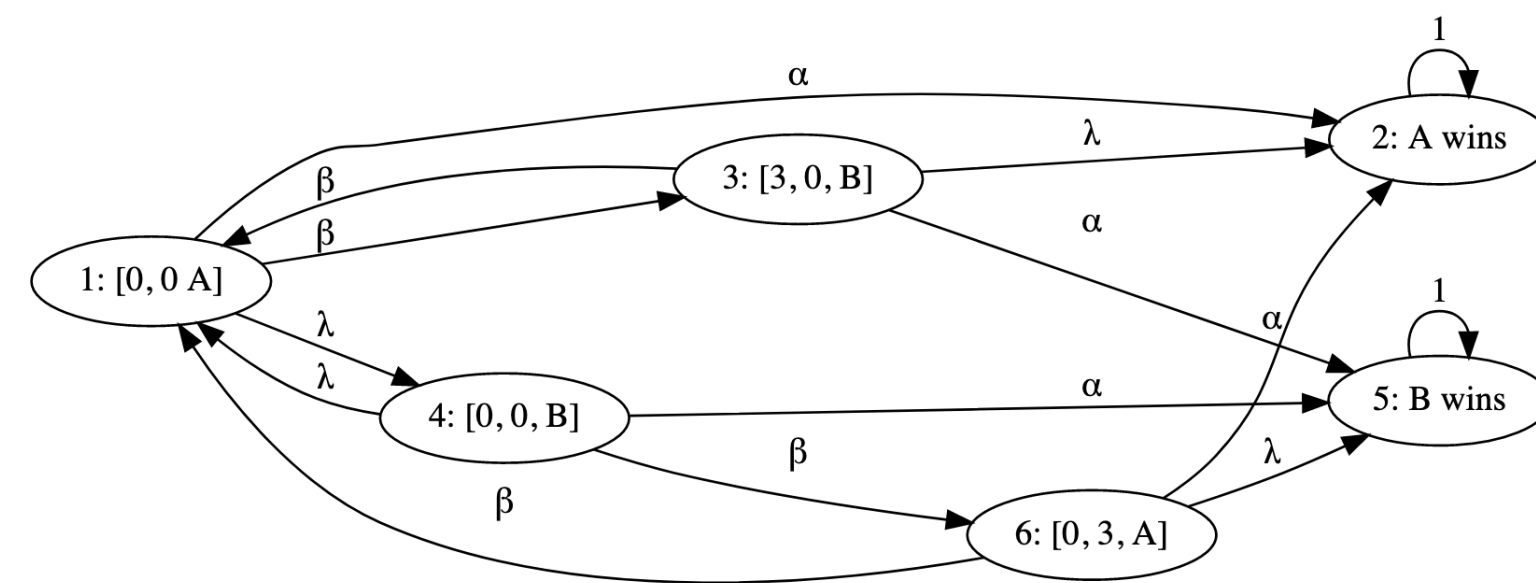 1
α
λ
2: A wins
β
3: [3, 0, B]
β
α
1: [0, 0 A]
1
λ
α
λ
α
5: B wins
4: [0, 0, B]
β
λ
β
6: [0, 3, A]